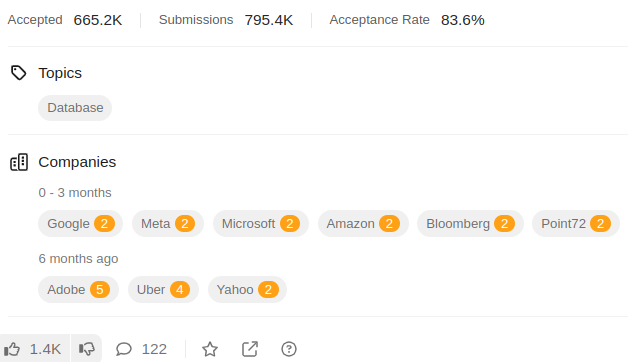 Accepted 665.2K Submissions 795.4K Acceptance Rate 83.6%
Topics
Database
Companies
0 - 3 months
Google 2 Meta 2 Microsoft 2 Amazon 2 Bloomberg 2 Point72 2
6 months ago
Adobe 5 Uber 4 Yahoo 2
1.4K 122